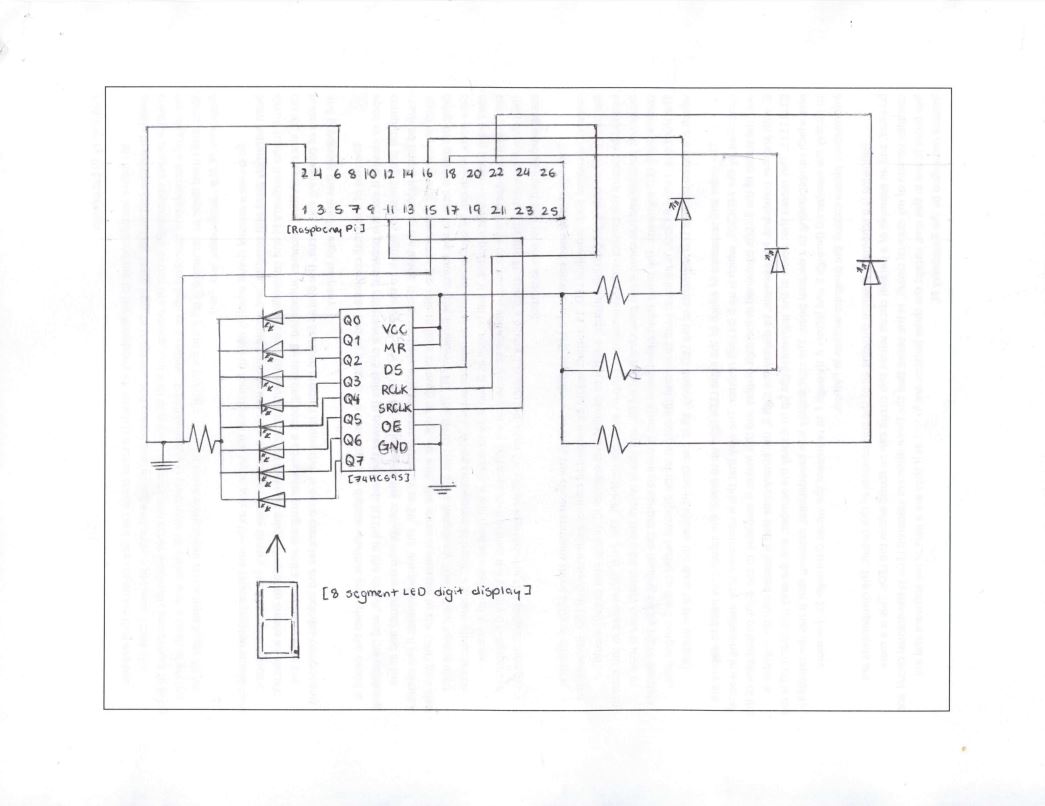 2 4 6 8 10 12 14 16 18 20 22 24 26
1 3 5 7 9 11 13 15 17 19 21 23 25
[Raspberry Pi]
Q0
VCC
Q1
MR
Q2
DS
Q3
RCLK
Q4
SRCLK
Q5
OE
Q6
GND
Q7
[74HC595]
[8 segment LED digit display]